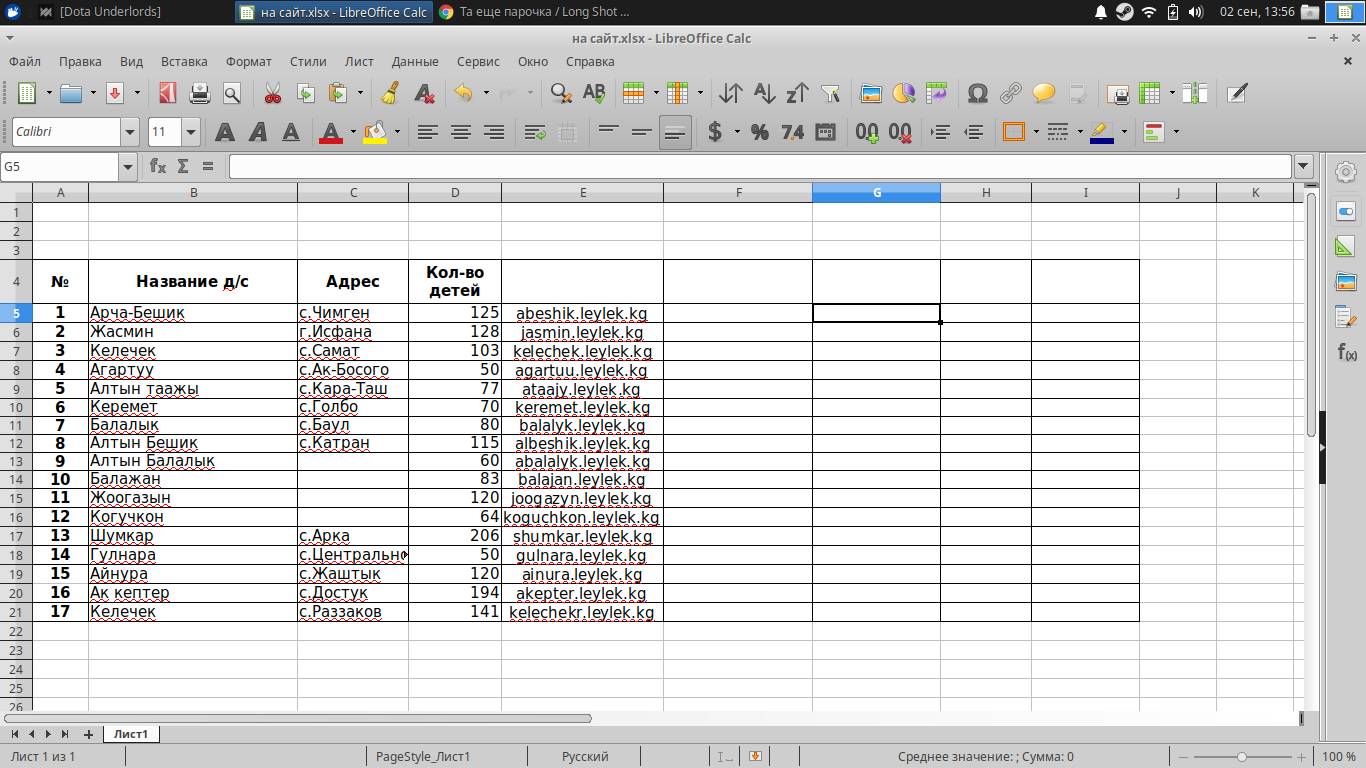 [Dota Underlords]
на сайт.xlsx - LibreOffice Calc
Та еще парочка / Long Shot ...
02 сен, 13:56
на сайт.xlsx - LibreOffice Calc
Файл Правка Вид Вставка Формат Стили Лист Данные Сервис Окно Справка
Calibri 11
G5
A B C D E F G H I J K
1
2
3
4 № Название д/с Адрес Кол-во детей
5 1 Арча-Бешик с.Чимген 125 abeshik.leylek.kg
6 2 Жасмин г.Исфана 128 jasmin.leylek.kg
7 3 Келечек с.Самат 103 kelechek.leylek.kg
8 4 Агартуу с.Ак-Босого 50 agartuu.leylek.kg
9 5 Алтын таажы с.Кара-Таш 77 ataajy.leylek.kg
10 6 Керемет с.Голбо 70 keremet.leylek.kg
11 7 Балалык с.Баул 80 balalyk.leylek.kg
12 8 Алтын Бешик с.Катран 115 albeshik.leylek.kg
13 9 Алтын Балалык 60 abalalyk.leylek.kg
14 10 Балажан 83 balajan.leylek.kg
15 11 Жоогазын 120 joogazyn.leylek.kg
16 12 Когучкон 64 koguchkon.leylek.kg
17 13 Шумкар с.Арка 206 shumkar.leylek.kg
18 14 Гулнара с.Центрально 50 gulnara.leylek.kg
19 15 Айнура с.Жаштык 120 ainura.leylek.kg
20 16 Ак кептер с.Достук 194 akepter.leylek.kg
21 17 Келечек с.Раззаков 141 kelechekr.leylek.kg
22
23
24
25
26
Лист1
Лист 1 из 1 PageStyle_Лист1 Русский Среднее значение: ; Сумма: 0 100 %